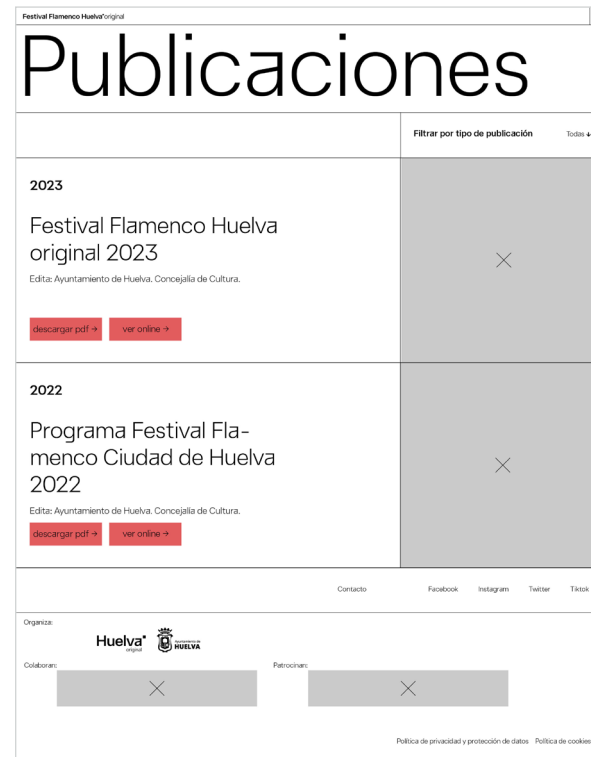 Festival Flamenco Huelva*original
Publicaciones
Filtrar por tipo de publicación
Todas ↓
2023
Festival Flamenco Huelva
original 2023
Edita: Ayuntamiento de Huelva. Concejalía de Cultura.
descargar pdf →
ver online →
2022
Programa Festival Fla-
menco Ciudad de Huelva
2022
Edita: Ayuntamiento de Huelva. Concejalía de Cultura.
descargar pdf →
ver online →
Contacto
Facebook
Instagram
Twitter
Tiktok
Organiza:
Huelva*
original
Ayuntamiento de
HUELVA
Colaboran:
Patrocinan:
Política de privacidad y protección de datos
Política de cookies